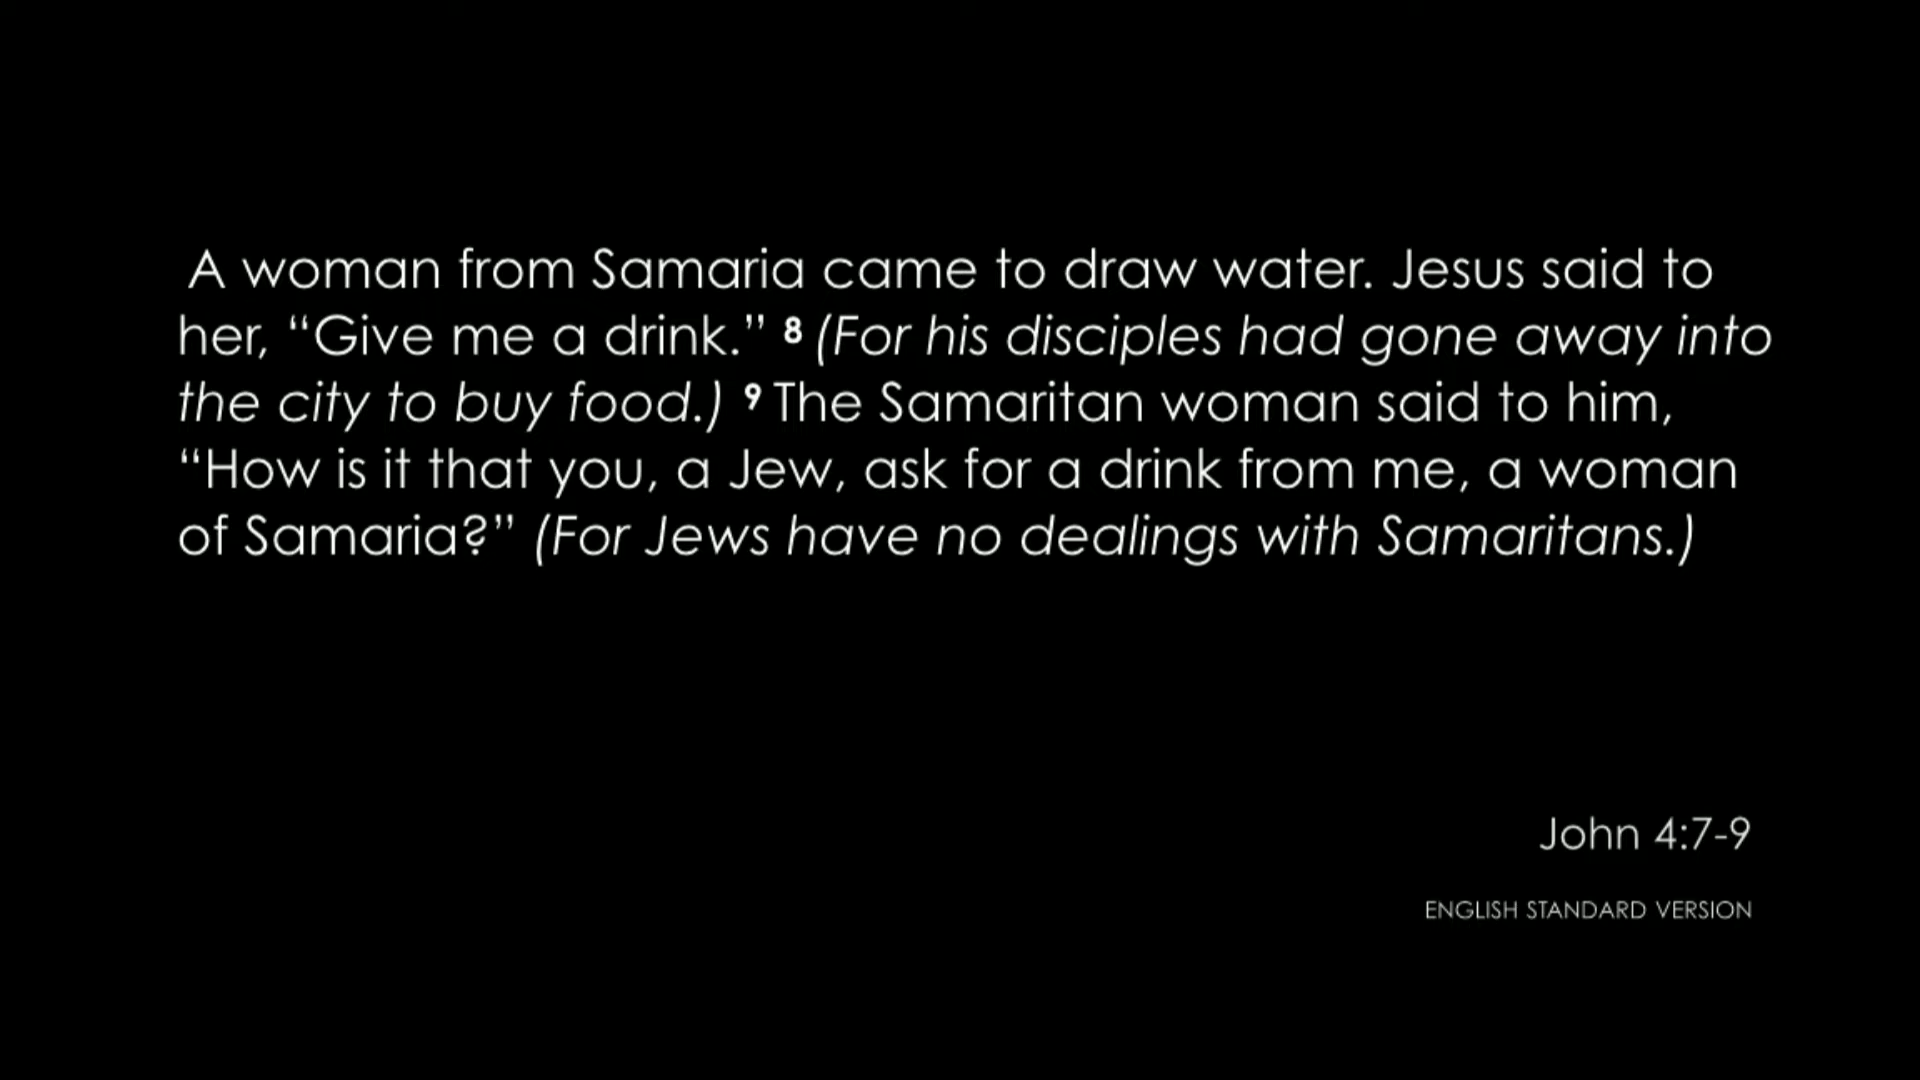 A woman from Samaria came to draw water. Jesus said to
her, “Give me a drink.” 8 (For his disciples had gone away into
the city to buy food.) 9 The Samaritan woman said to him,
“How is it that you, a Jew, ask for a drink from me, a woman
of Samaria?” (For Jews have no dealings with Samaritans.)
John 4:7-9
ENGLISH STANDARD VERSION